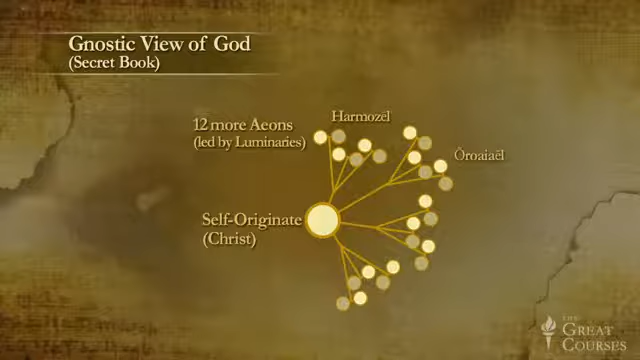 Gnostic View of God
(Secret Book)
Harmozēl
12 more Aeons
(led by Luminaries)
Ōroaiaēl
Self-Originate
(Christ)
THE
GREAT
COURSES